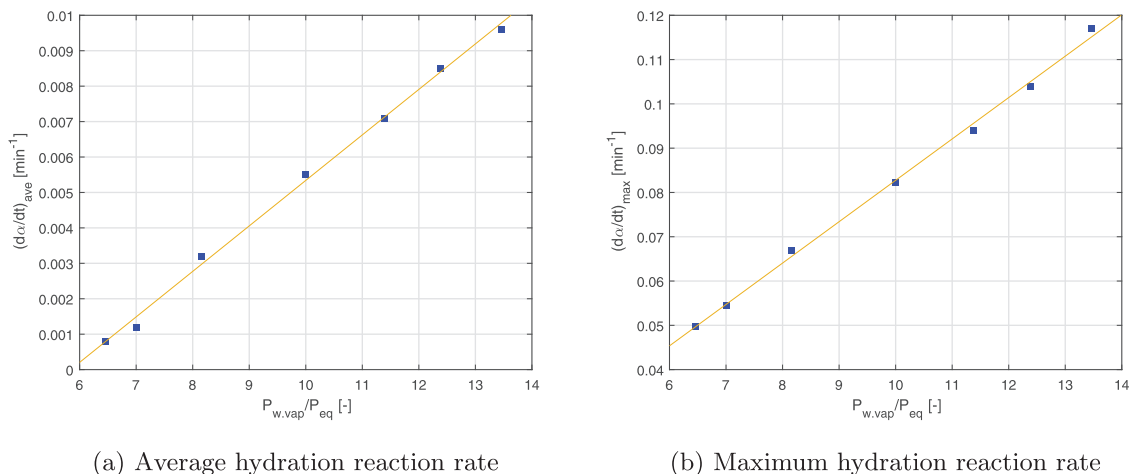 0.01
0.009
0.008
0.007
0.006
0.005
0.004
0.003
0.002
0.001
0
(dα/dt)ave [min-1]
6 7 8 9 10 11 12 13 14
Pw.vap/Peq [-]
(a) Average hydration reaction rate
0.12
0.11
0.1
0.09
0.08
0.07
0.06
0.05
0.04
(dα/dt)max [min-1]
6 7 8 9 10 11 12 13 14
Pw.vap/Peq [-]
(b) Maximum hydration reaction rate